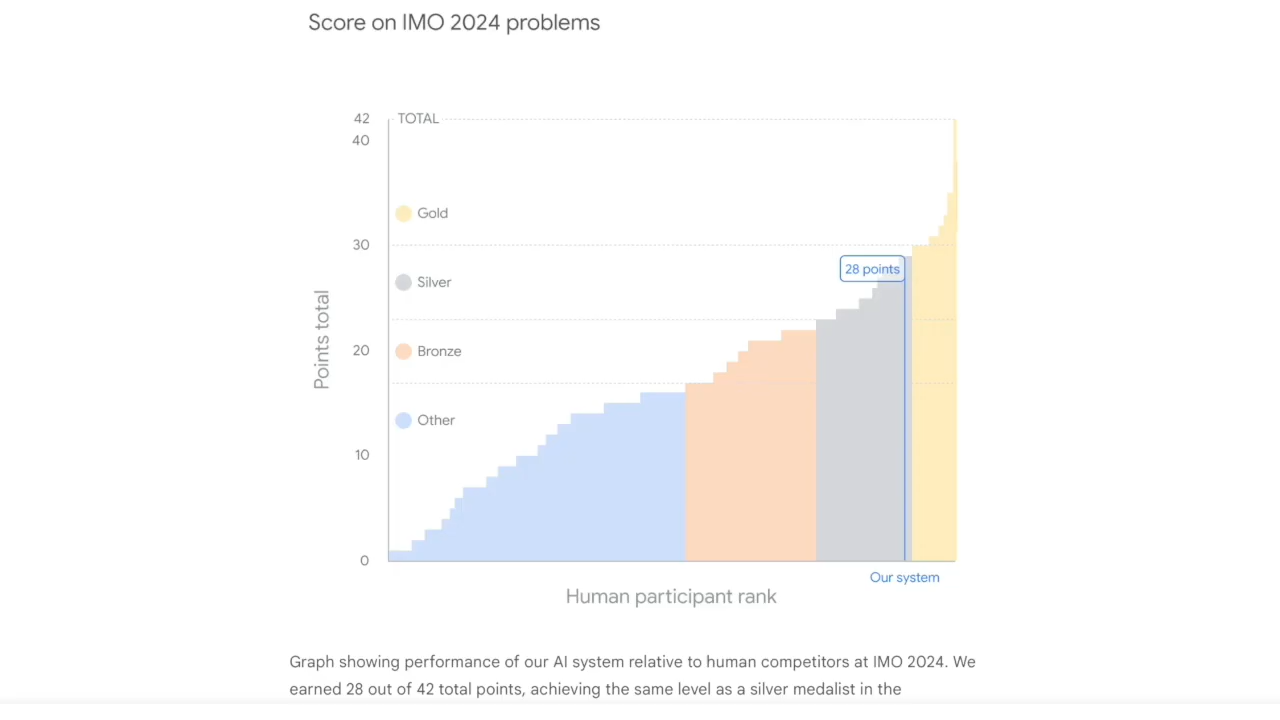 Score on IMO 2024 problems
42
TOTAL
40
Gold
30
28 points
Silver
Points total
20
Bronze
Other
10
0
Our system
Human participant rank
Graph showing performance of our AI system relative to human competitors at IMO 2024. We
earned 28 out of 42 total points, achieving the same level as a silver medalist in the